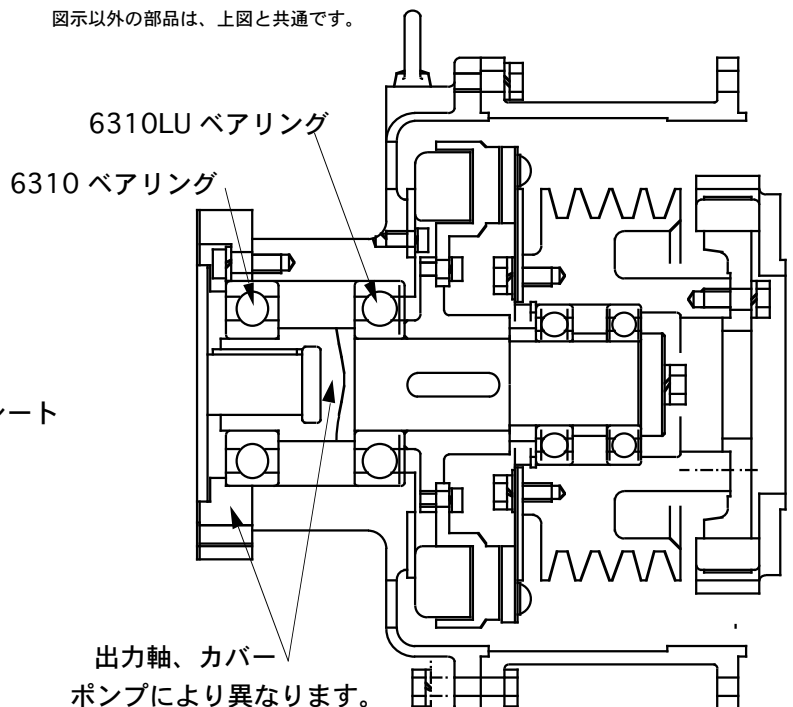 図示以外の部品は、上図と共通です。
6310LU ベアリング
6310 ベアリング
ート
出力軸、カバー
ポンプにより異なります。